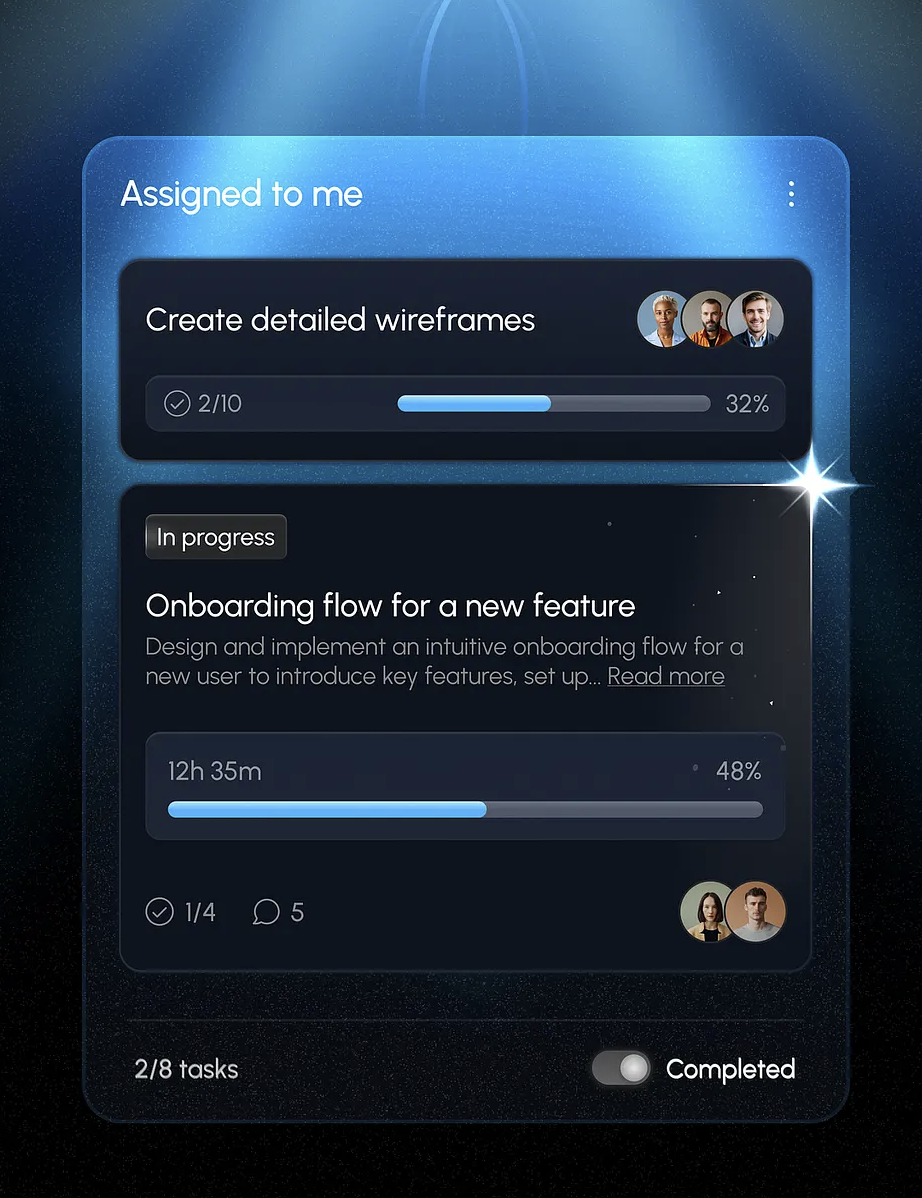 Assigned to me
Create detailed wireframes
2/10
32%
In progress
Onboarding flow for a new feature
Design and implement an intuitive onboarding flow for a
new user to introduce key features, set up... Read more
12h 35m
48%
1/4
5
2/8 tasks
Completed